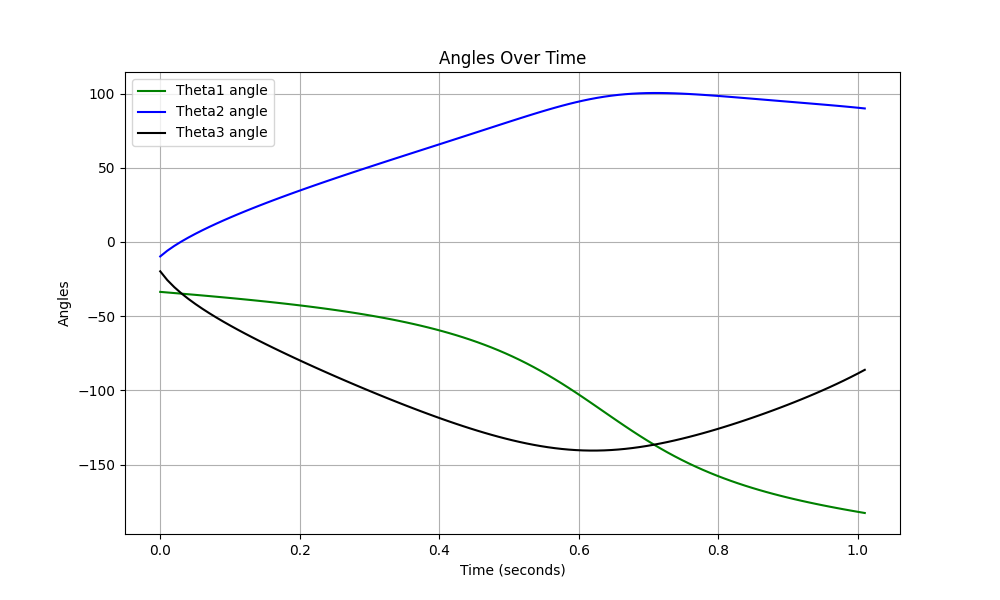 Angles Over Time
Theta1 angle
Theta2 angle
Theta3 angle
100
50
0
−50
−100
−150
Angles
0.0 0.2 0.4 0.6 0.8 1.0
Time (seconds)